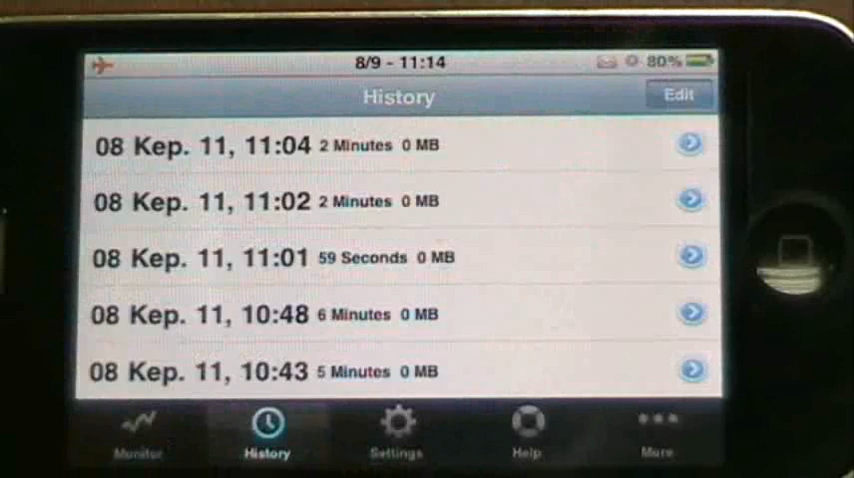 8/9 - 11:14 80%
History Edit
08 Kep. 11, 11:04 2 Minutes 0 MB
08 Kep. 11, 11:02 2 Minutes 0 MB
08 Kep. 11, 11:01 59 Seconds 0 MB
08 Kep. 11, 10:48 6 Minutes 0 MB
08 Kep. 11, 10:43 5 Minutes 0 MB
Monitor History Settings Help More